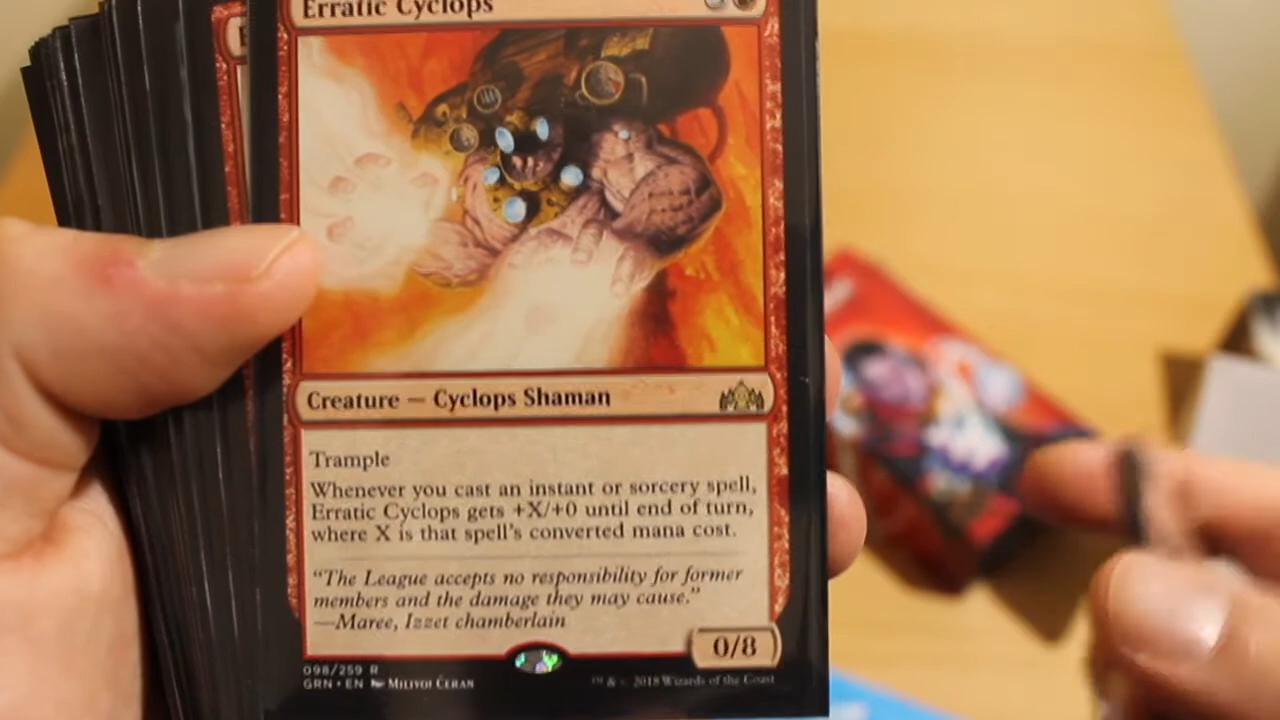 Erratic Cyclops
Creature — Cyclops Shaman
Trample
Whenever you cast an instant or sorcery spell,
Erratic Cyclops gets +X/+0 until end of turn,
where X is that spell's converted mana cost.
"The League accepts no responsibility for former
members and the damage they may cause."
—Maree, Izzet chamberlain
0/8
098/259 R
GRN • EN Milivoj Ćeran
™ & © 2018 Wizards of the Coast